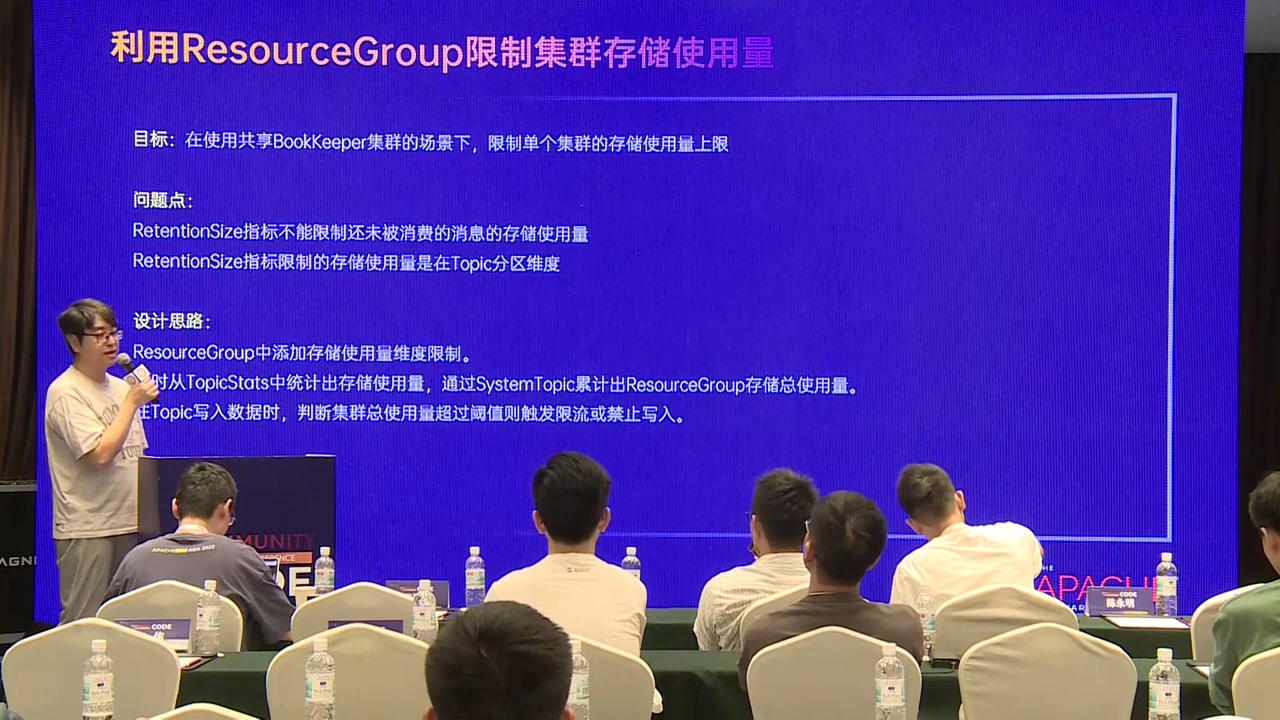 利用ResourceGroup限制集群存储使用量
目标：在使用共享BookKeeper集群的场景下，限制单个集群的存储使用量上限
问题点：
RetentionSize指标不能限制还未被消费的消息的存储使用量
RetentionSize指标限制的存储使用量是在Topic分区维度
设计思路：
ResourceGroup中添加存储使用量维度限制。
时从TopicStats中统计出存储使用量，通过SystemTopic累计出ResourceGroup存储总使用量。
在Topic写入数据时，判断集群总使用量超过阈值则触发限流或禁止写入。
MUNITY
ASIA 2022
THE
APACHE
CODE
陈永明
CODE